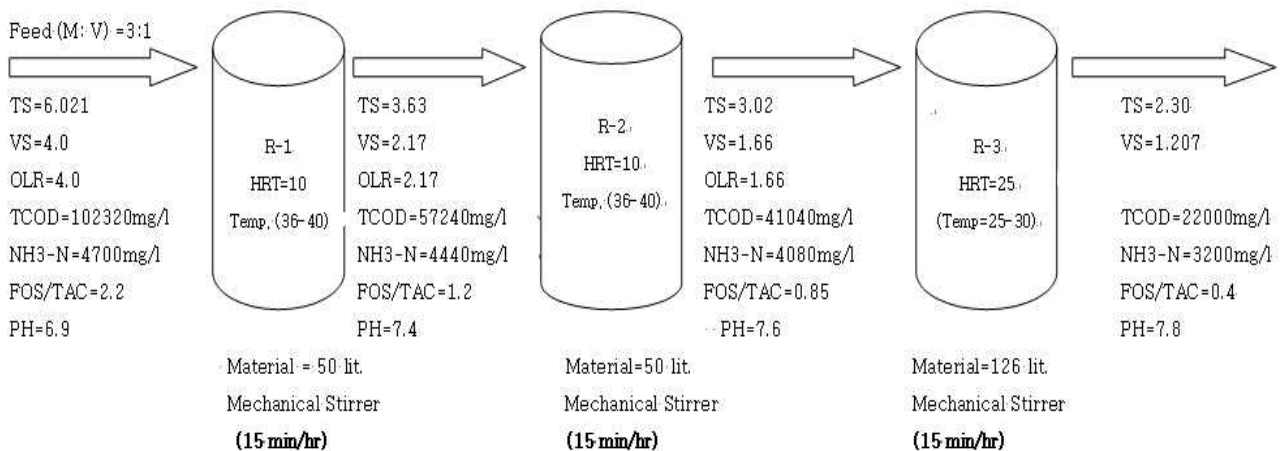 Feed (M: V) =3:1
TS=6.021
VS=4.0
OLR=4.0
TCOD=102320mg/l
NH3-N=4700mg/l
FOS/TAC=2.2
PH=6.9
R-1
HRT=10
Temp, (36-40)
Material = 50 lit.
Mechanical Stirrer
(15 min/hr)
TS=3.63
VS=2.17
OLR=2.17
TCOD=57240mg/l
NH3-N=4440mg/l
FOS/TAC=1.2
PH=7.4
R-2
HRT=10
Temp, (36-40)
Material=50 lit.
Mechanical Stirrer
(15 min/hr)
TS=3.02
VS=1.66
OLR=1.66
TCOD=41040mg/l
NH3-N=4080mg/l
FOS/TAC=0.85
PH=7.6
R-3
HRT=25
(Temp=25-30)
Material=126 lit.
Mechanical Stirrer
(15 min/hr)
TS=2.30
VS=1.207
TCOD=22000mg/l
NH3-N=3200mg/l
FOS/TAC=0.4
PH=7.8